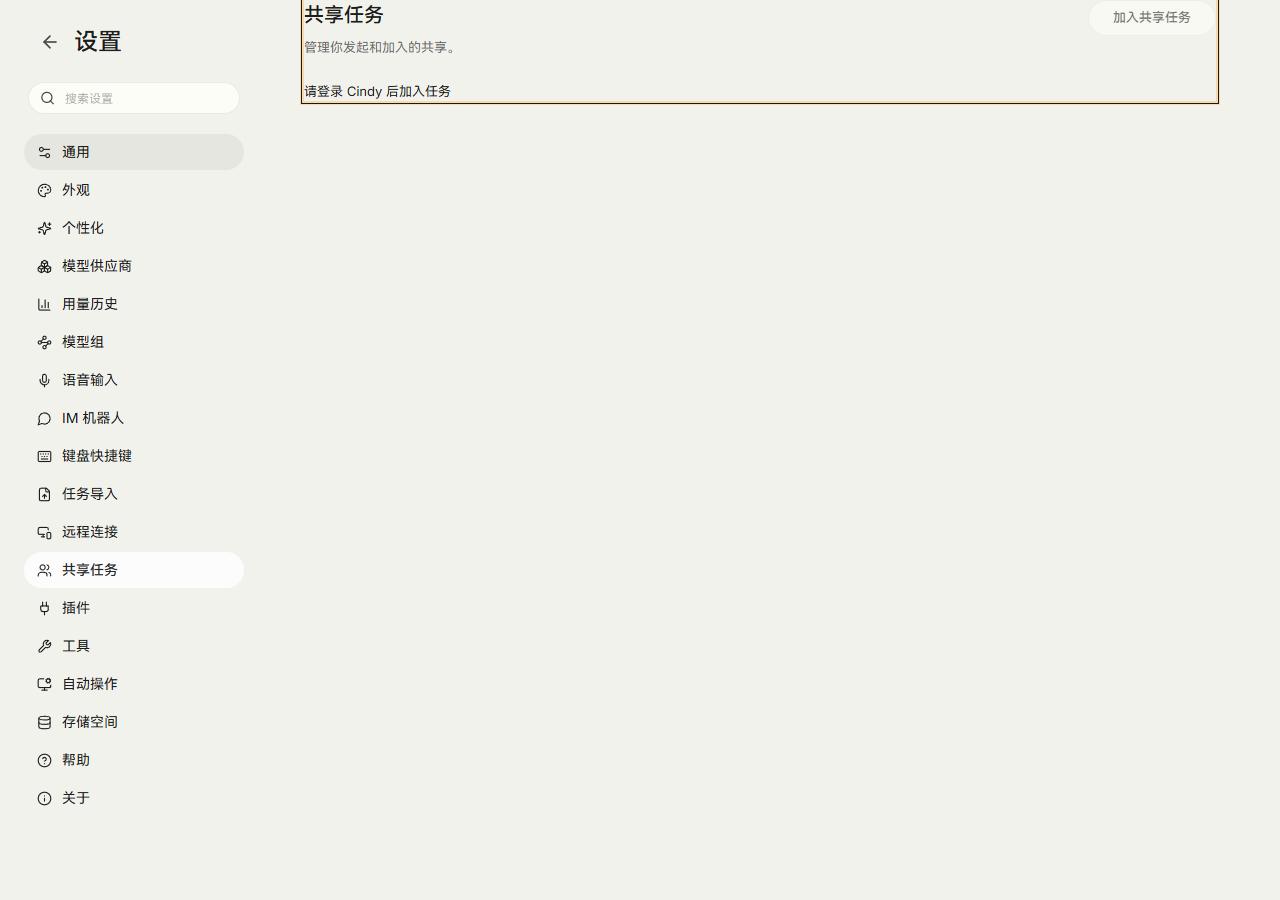 设置
搜索设置
通用
外观
个性化
模型供应商
用量历史
模型组
语音输入
IM 机器人
键盘快捷键
任务导入
远程连接
共享任务
插件
工具
自动操作
存储空间
帮助
关于
共享任务
加入共享任务
管理你发起和加入的共享。
请登录 Cindy 后加入任务